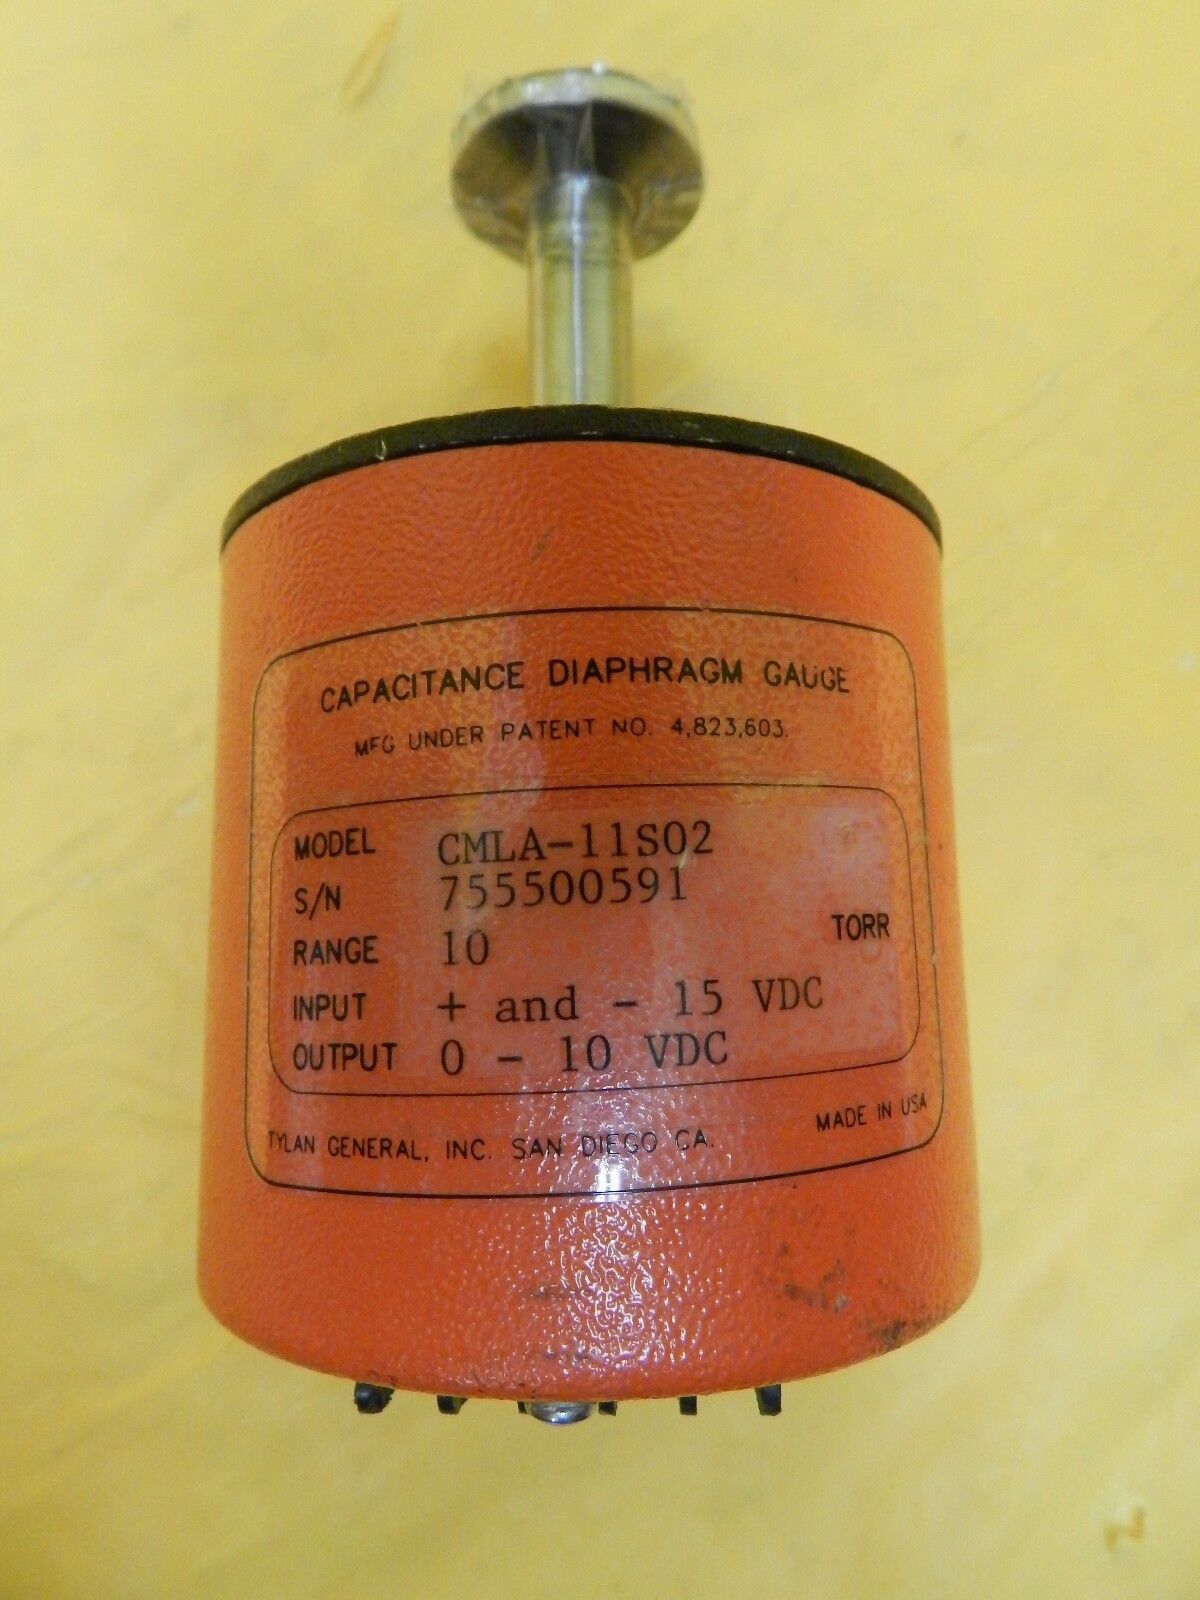 CAPACITANCE DIAPHRAGM GAUGE
MFG UNDER PATENT NO. 4,823,603.
MODEL CMLA-11S02
S/N 755500591
RANGE 10 TORR
INPUT + and - 15 VDC
OUTPUT 0 - 10 VDC
TYLAN GENERAL, INC. SAN DIEGO CA. MADE IN USA